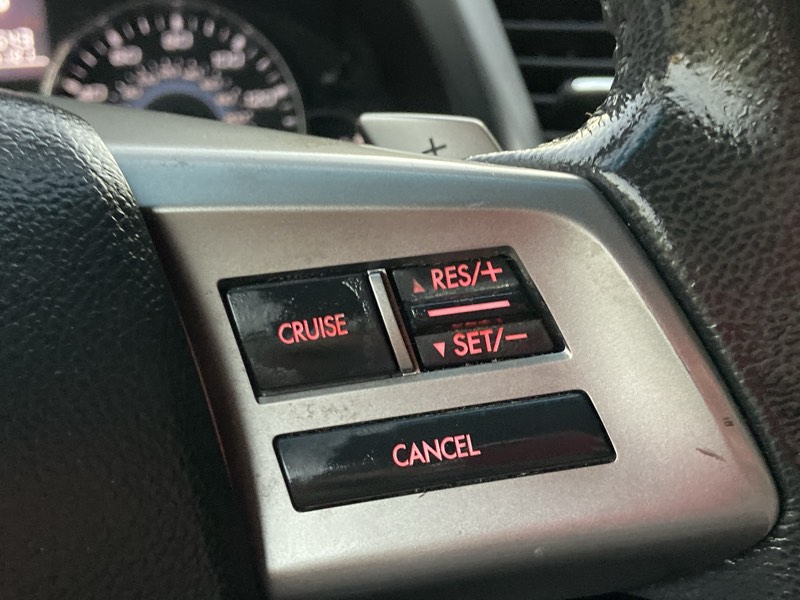 CRUISE
▲ RES/+
▼ SET/−
CANCEL
+